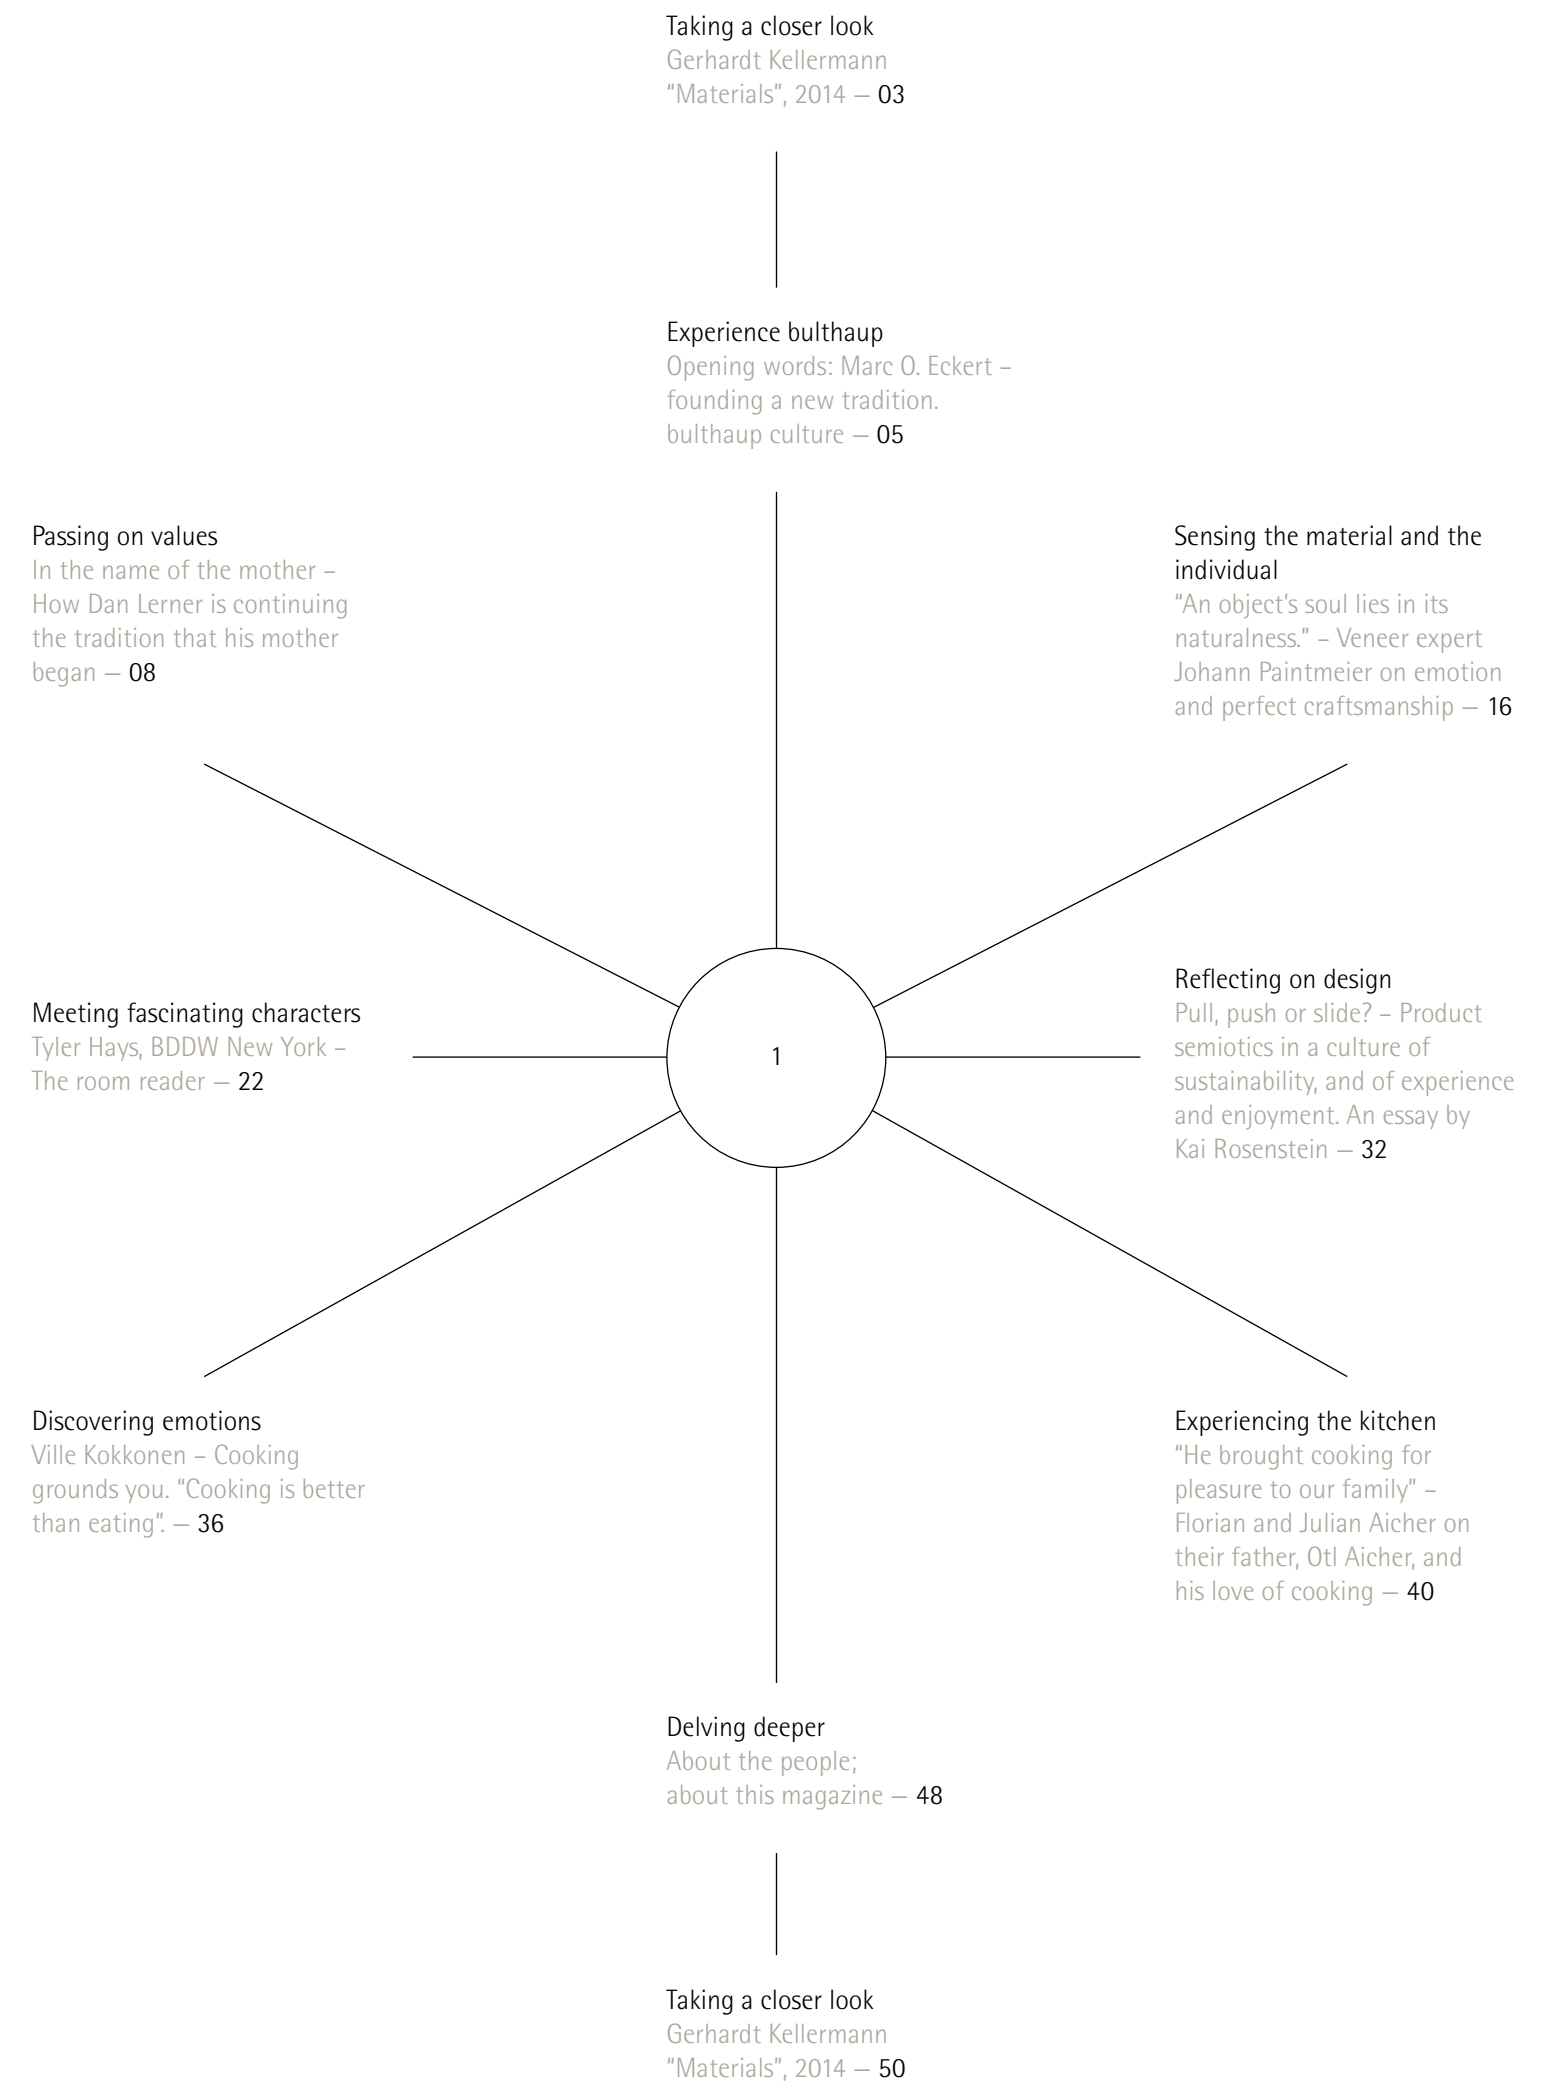 Taking a closer look
Gerhardt Kellermann
“Materials”, 2014 — 03
Experience bulthaup
Opening words: Marc O. Eckert –
founding a new tradition.
bulthaup culture — 05
Passing on values
In the name of the mother –
How Dan Lerner is continuing
the tradition that his mother
began — 08
Sensing the material and the
individual
“An object’s soul lies in its
naturalness.” – Veneer expert
Johann Paintmeier on emotion
and perfect craftsmanship — 16
Meeting fascinating characters
Tyler Hays, BDDW New York –
The room reader — 22
1
Reflecting on design
Pull, push or slide? – Product
semiotics in a culture of
sustainability, and of experience
and enjoyment. An essay by
Kai Rosenstein — 32
Discovering emotions
Ville Kokkonen – Cooking
grounds you. “Cooking is better
than eating”. — 36
Experiencing the kitchen
“He brought cooking for
pleasure to our family” –
Florian and Julian Aicher on
their father, Otl Aicher, and
his love of cooking — 40
Delving deeper
About the people;
about this magazine — 48
Taking a closer look
Gerhardt Kellermann
“Materials”, 2014 — 50